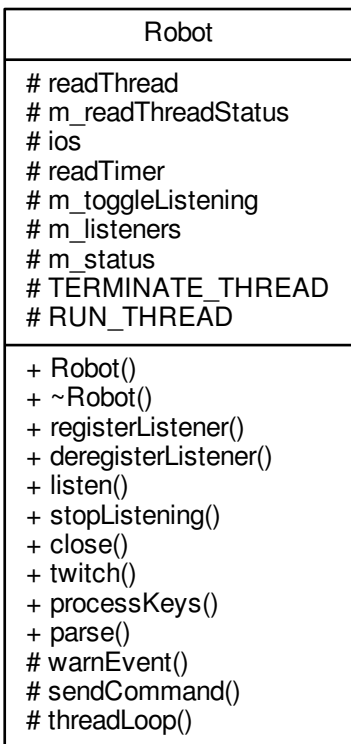 Robot
# readThread
# m_readThreadStatus
# ios
# readTimer
# m_toggleListening
# m_listeners
# m_status
# TERMINATE_THREAD
# RUN_THREAD
+ Robot()
+ ~Robot()
+ registerListener()
+ deregisterListener()
+ listen()
+ stopListening()
+ close()
+ twitch()
+ processKeys()
+ parse()
# warnEvent()
# sendCommand()
# threadLoop()